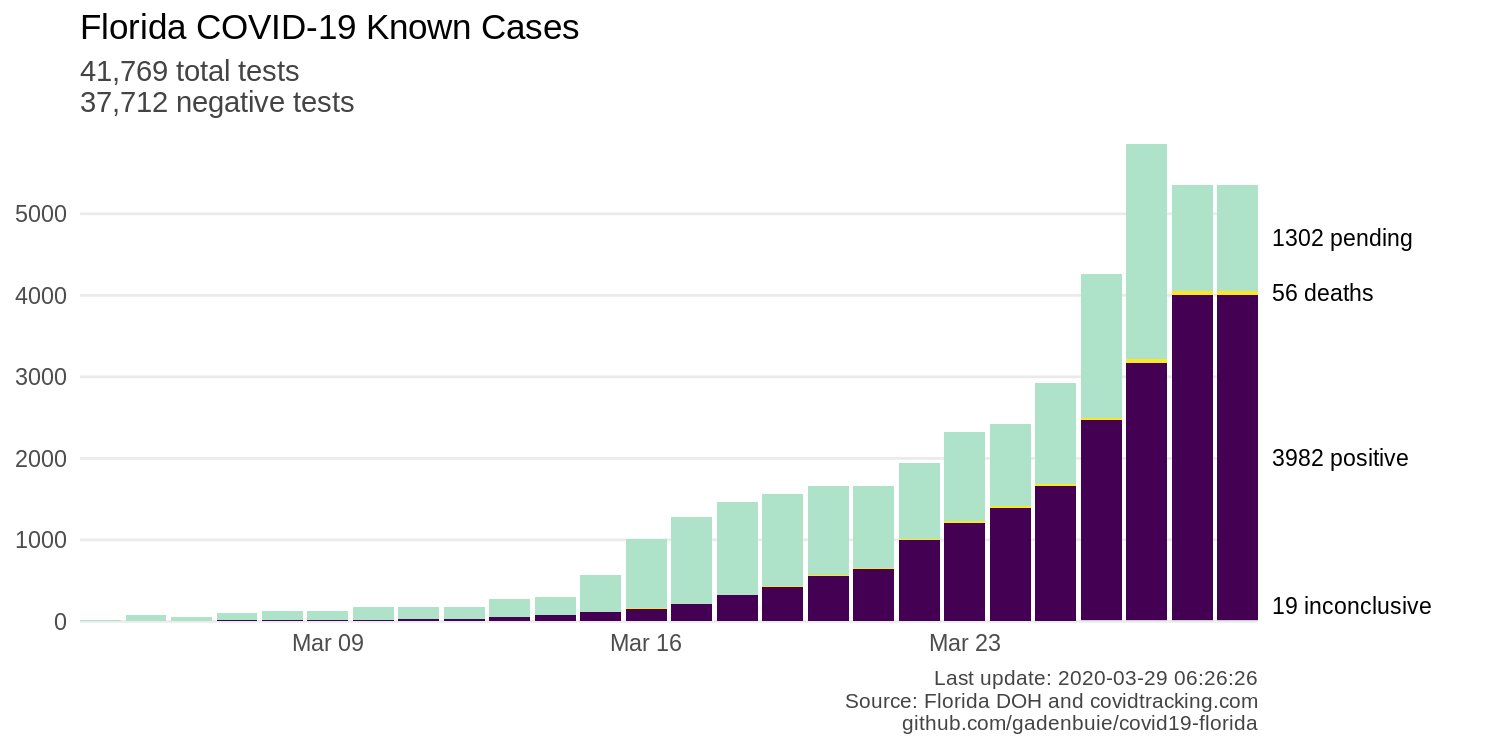 Florida COVID-19 Known Cases
41,769 total tests
37,712 negative tests
5000
4000
3000
2000
1000
0
1302 pending
56 deaths
3982 positive
19 inconclusive
Mar 09
Mar 16
Mar 23
Last update: 2020-03-29 06:26:26
Source: Florida DOH and covidtracking.com
github.com/gadenbuie/covid19-florida